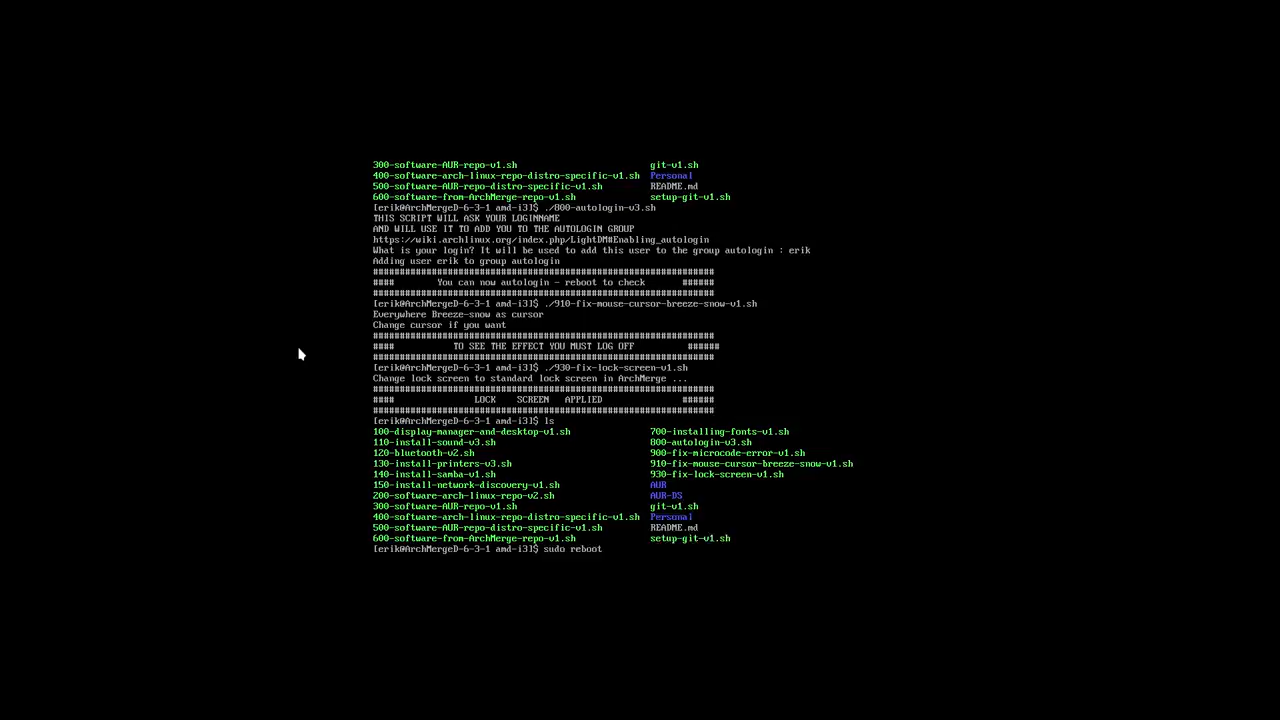 300-software-AUR-repo-v1.sh                         git-v1.sh
400-software-arch-linux-repo-distro-specific-v1.sh  Personal
500-software-AUR-repo-distro-specific-v1.sh         README.md
600-software-from-ArchMerge-repo-v1.sh              setup-git-v1.sh
[erik@ArchMergeD-6-3-1 amd-i3]$ ./800-autologin-v3.sh
THIS SCRIPT WILL ASK YOUR LOGINNAME
AND WILL USE IT TO ADD YOU TO THE AUTOLOGIN GROUP
https://wiki.archlinux.org/index.php/LightDM#Enabling_autologin
What is your login? It will be used to add this user to the group autologin : erik
Adding user erik to group autologin
################################################################
####        You can now autologin - reboot to check       ######
################################################################
[erik@ArchMergeD-6-3-1 amd-i3]$ ./910-fix-mouse-cursor-breeze-snow-v1.sh
Everywhere Breeze-snow as cursor
Change cursor if you want
################################################################
####           TO SEE THE EFFECT YOU MUST LOG OFF          ######
################################################################
[erik@ArchMergeD-6-3-1 amd-i3]$ ./930-fix-lock-screen-v1.sh
Change lock screen to standard lock screen in ArchMerge ...
################################################################
####               LOCK    SCREEN   APPLIED               ######
################################################################
[erik@ArchMergeD-6-3-1 amd-i3]$ ls
100-display-manager-and-desktop-v1.sh               700-installing-fonts-v1.sh
110-install-sound-v3.sh                             800-autologin-v3.sh
120-bluetooth-v2.sh                                 900-fix-microcode-error-v1.sh
130-install-printers-v3.sh                          910-fix-mouse-cursor-breeze-snow-v1.sh
140-install-samba-v1.sh                             930-fix-lock-screen-v1.sh
150-install-network-discovery-v1.sh                 AUR
200-software-arch-linux-repo-v2.sh                  AUR-DS
300-software-AUR-repo-v1.sh                         git-v1.sh
400-software-arch-linux-repo-distro-specific-v1.sh  Personal
500-software-AUR-repo-distro-specific-v1.sh         README.md
600-software-from-ArchMerge-repo-v1.sh              setup-git-v1.sh
[erik@ArchMergeD-6-3-1 amd-i3]$ sudo reboot